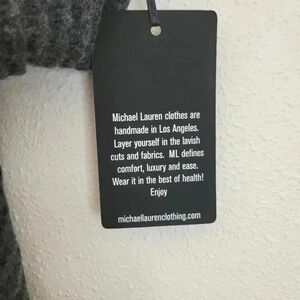 Michael Lauren clothes are
handmade in Los Angeles.
Layer yourself in the lavish
cuts and fabrics.  ML defines
comfort, luxury and ease.
Wear it in the best of health!
Enjoy
michaellaurenclothing.com